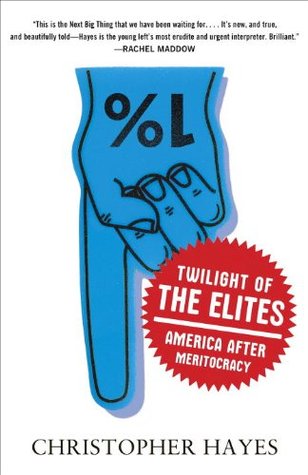 "This is the Next Big Thing that we have been waiting for. . . . It's new, and true,
and beautifully told—Hayes is the young left's most erudite and urgent interpreter. Brilliant."
—RACHEL MADDOW
1%
TWILIGHT OF
THE ELITES
AMERICA AFTER
MERITOCRACY
CHRISTOPHER HAYES